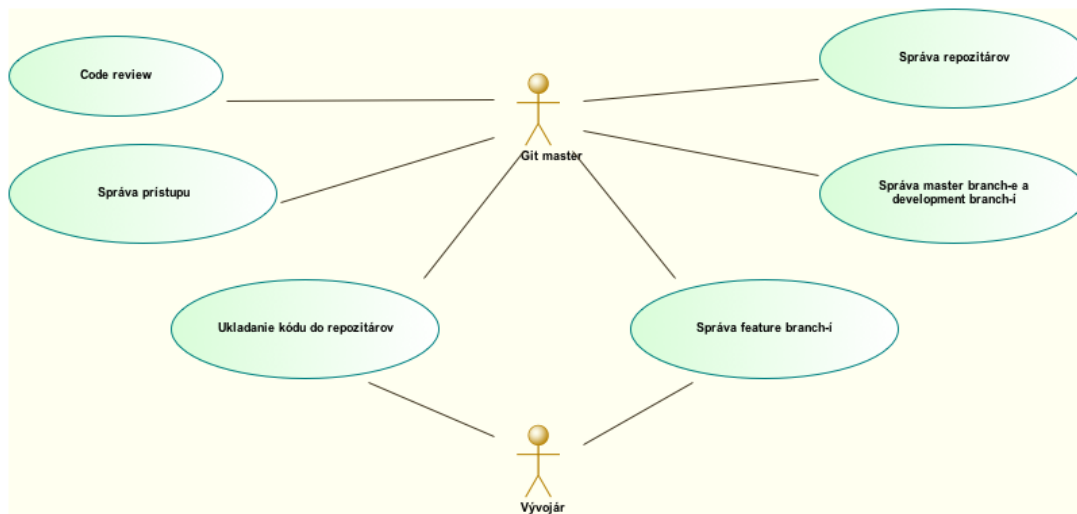 Code review
Správa repozitárov
Git master
Správa prístupu
Správa master branch-e a
development branch-í
Ukladanie kódu do repozitárov
Správa feature branch-í
Vývojár